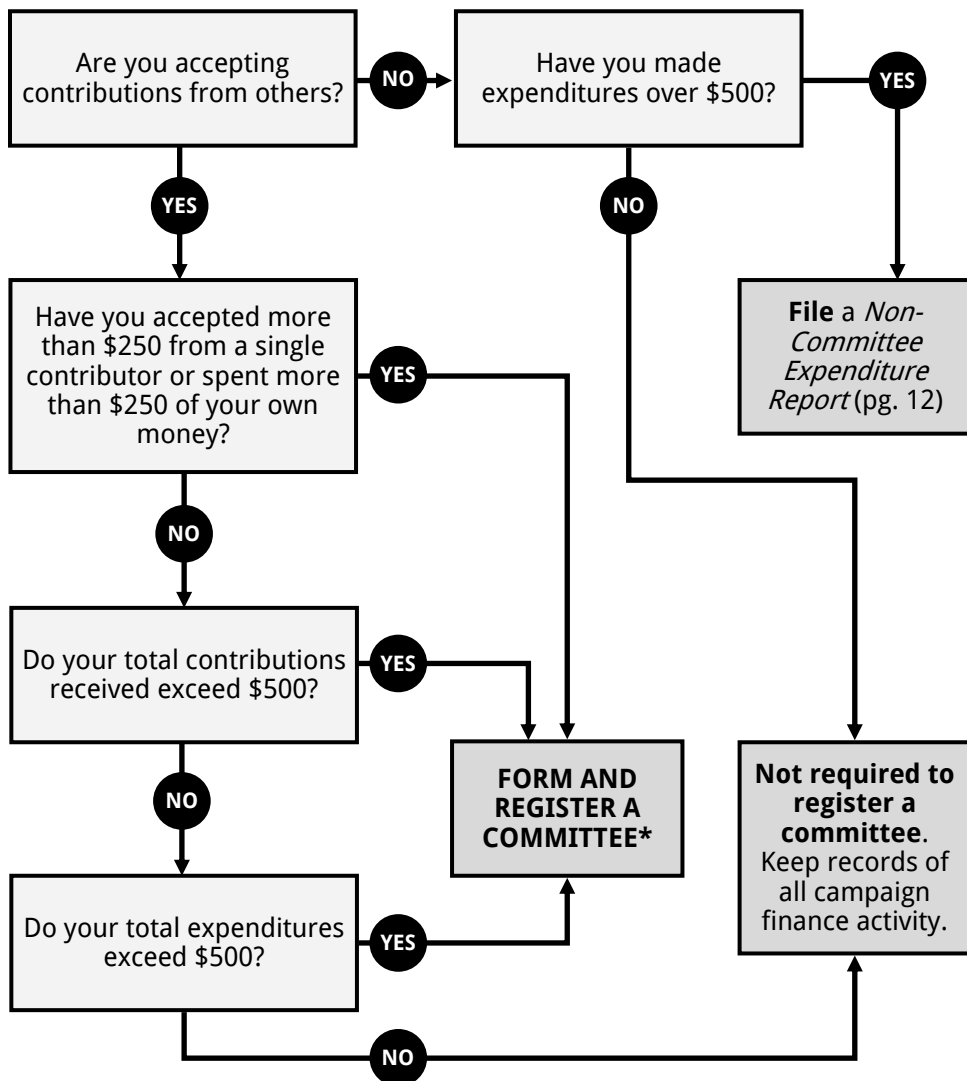 Are you accepting
contributions from others?
NO
Have you made
expenditures over $500?
YES
YES
NO
Have you accepted more
than $250 from a single
contributor or spent more
than $250 of your own
money?
YES
File a Non-
Committee
Expenditure
Report (pg. 12)
NO
Do your total contributions
received exceed $500?
YES
NO
FORM AND
REGISTER A
COMMITTEE*
Not required to
register a
committee.
Keep records of
all campaign
finance activity.
Do your total expenditures
exceed $500?
YES
NO